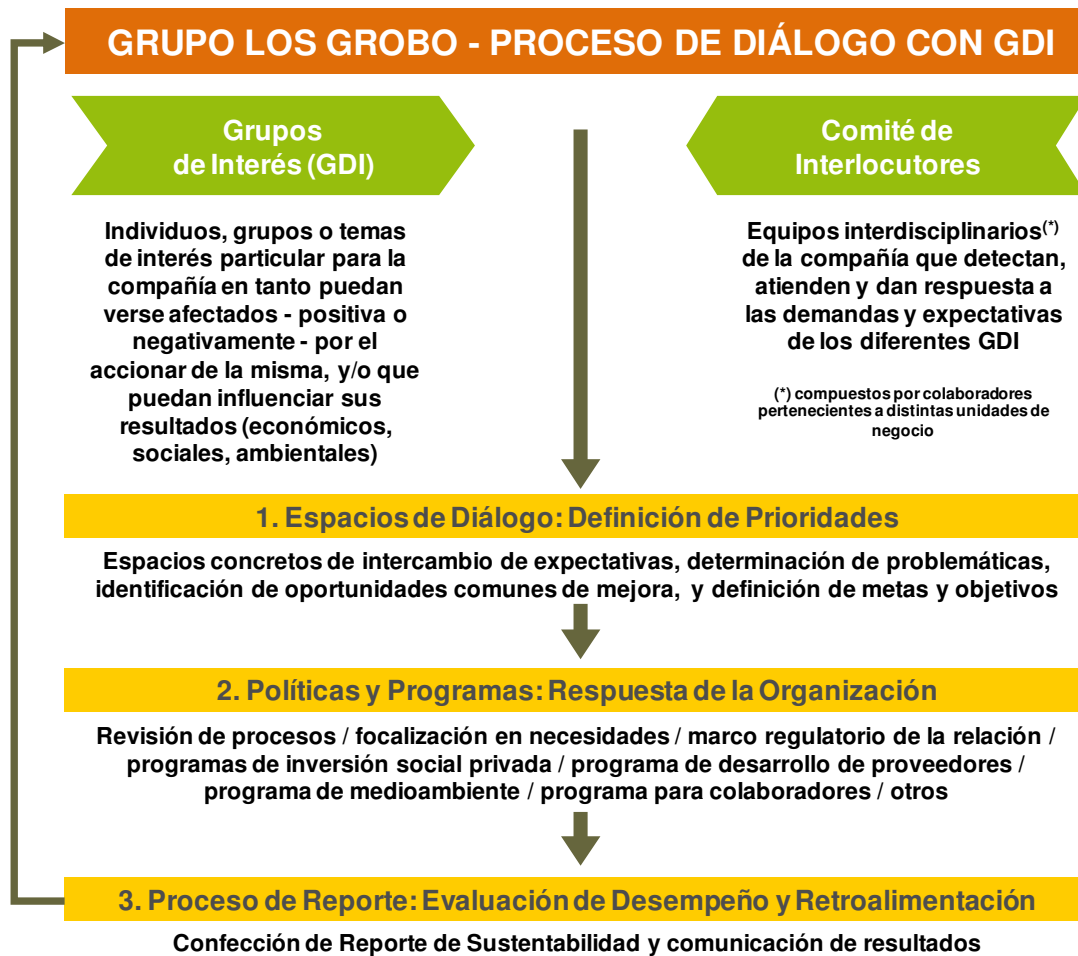 GRUPO LOS GROBO - PROCESO DE DIÁLOGO CON GDI
Grupos
de Interés (GDI)
Individuos, grupos o temas
de interés particular para la
compañía en tanto puedan
verse afectados - positiva o
negativamente - por el
accionar de la misma, y/o que
puedan influenciar sus
resultados (económicos,
sociales, ambientales)
Comité de
Interlocutores
Equipos interdisciplinarios(*)
de la compañía que detectan,
atienden y dan respuesta a
las demandas y expectativas
de los diferentes GDI
(*) compuestos por colaboradores
pertenecientes a distintas unidades de
negocio
1. Espacios de Diálogo: Definición de Prioridades
Espacios concretos de intercambio de expectativas, determinación de problemáticas,
identificación de oportunidades comunes de mejora, y definición de metas y objetivos
2. Políticas y Programas: Respuesta de la Organización
Revisión de procesos / focalización en necesidades / marco regulatorio de la relación /
programas de inversión social privada / programa de desarrollo de proveedores /
programa de medioambiente / programa para colaboradores / otros
3. Proceso de Reporte: Evaluación de Desempeño y Retroalimentación
Confección de Reporte de Sustentabilidad y comunicación de resultados